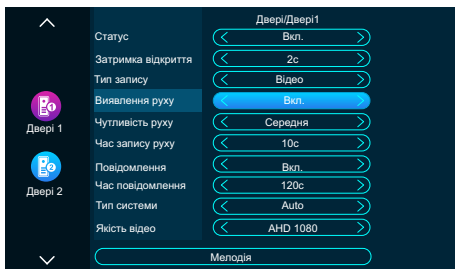 Двері/Двері1
Статус Вкл.
Затримка відкриття 2с
Тип запису Відео
Виявлення руху Вкл.
Чутливість руху Середня
Час запису руху 10с
Повідомлення Вкл.
Час повідомлення 120с
Тип системи Auto
Якість відео AHD 1080
Мелодія
Двері 1
Двері 2